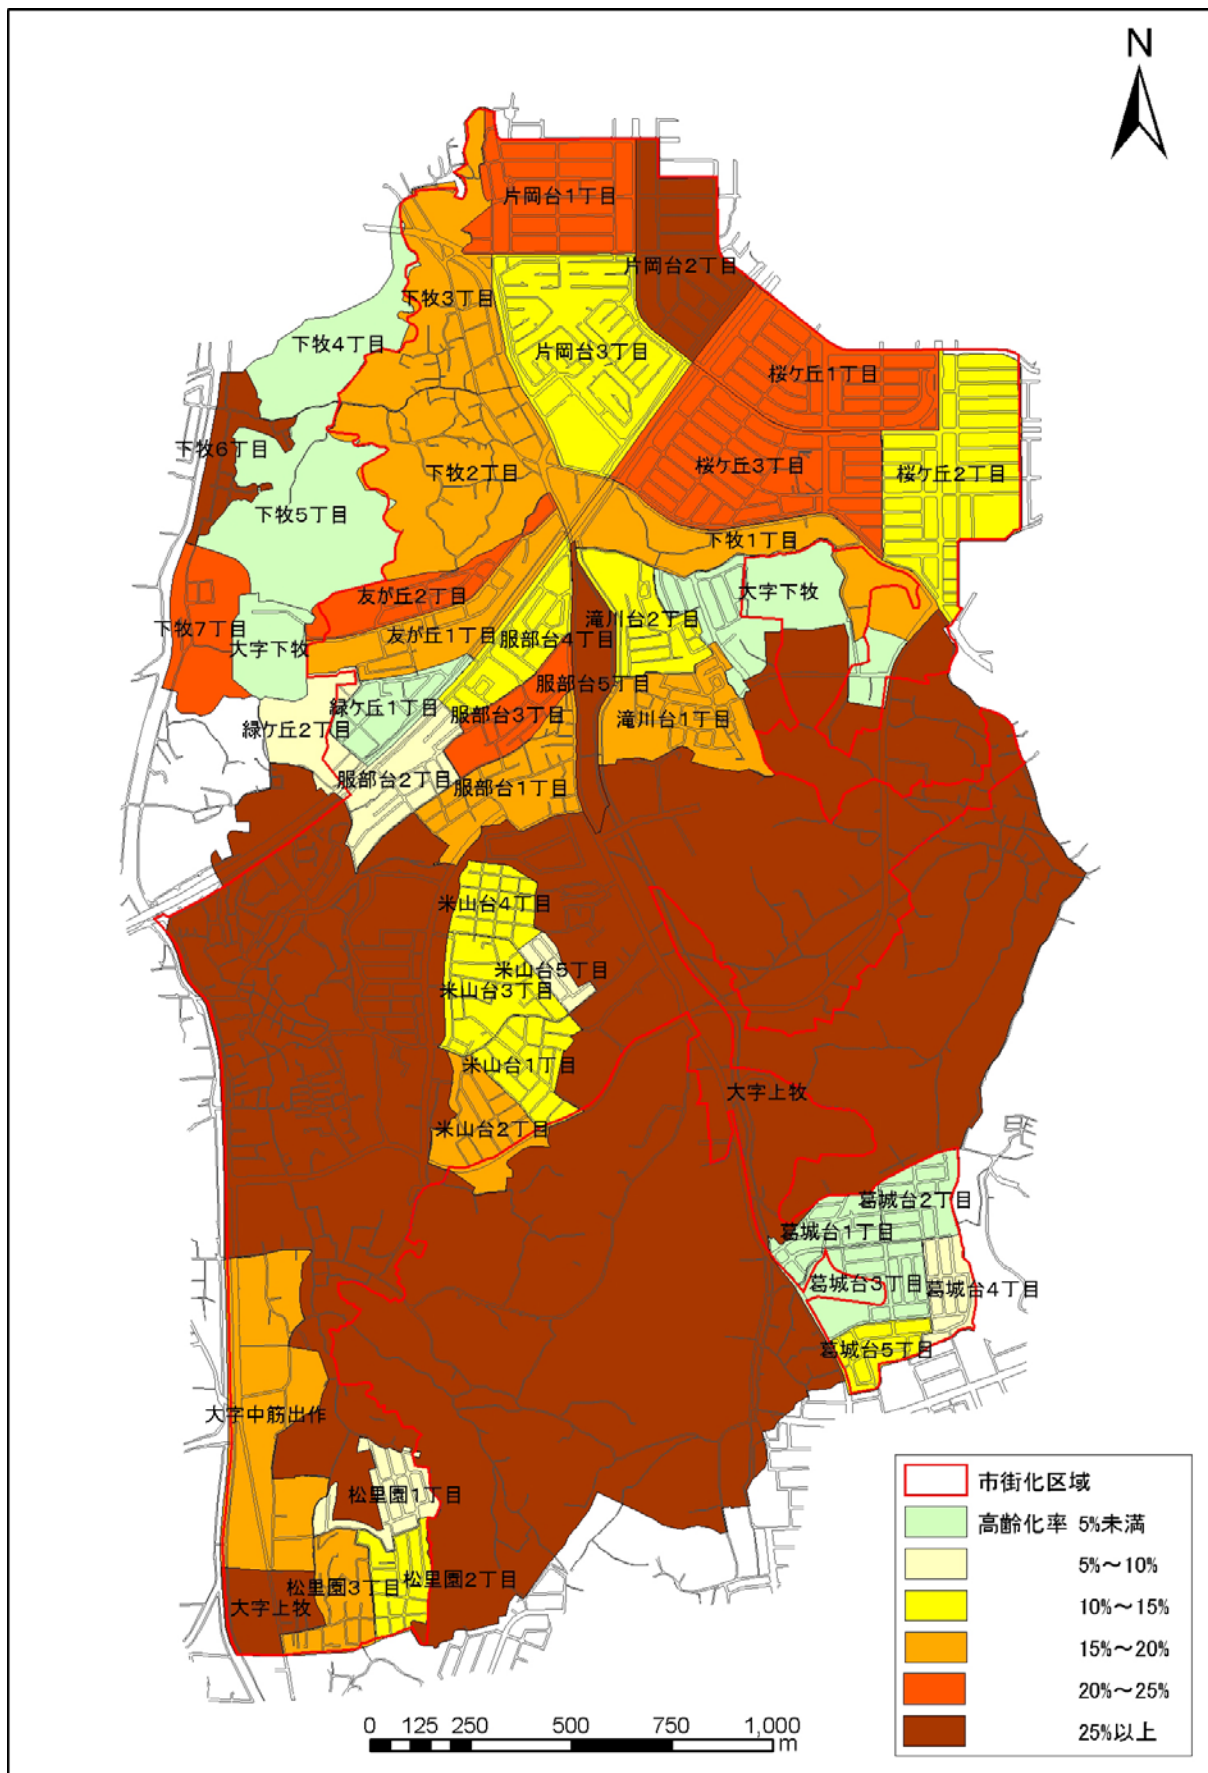 N
片岡台1丁目
片岡台2丁目
下牧3丁目
下牧4丁目
片岡台3丁目
桜ケ丘1丁目
下牧6丁目
下牧2丁目
桜ケ丘3丁目
桜ケ丘2丁目
下牧5丁目
下牧1丁目
友が丘2丁目
大字下牧
滝川台2丁目
下牧7丁目
友が丘1丁目
服部台4丁目
大字下牧
服部台5丁目
緑ケ丘1丁目
服部台3丁目
滝川台1丁目
緑ケ丘2丁目
服部台2丁目
服部台1丁目
米山台4丁目
米山台5丁目
米山台3丁目
米山台1丁目
大字上牧
米山台2丁目
葛城台2丁目
葛城台1丁目
葛城台3丁目
葛城台4丁目
葛城台5丁目
大字中筋出作
松里園1丁目
松里園2丁目
松里園3丁目
大字上牧
市街化区域
高齢化率 5%未満
5%～10%
10%～15%
15%～20%
20%～25%
25%以上
0 125 250 500 750 1,000
m